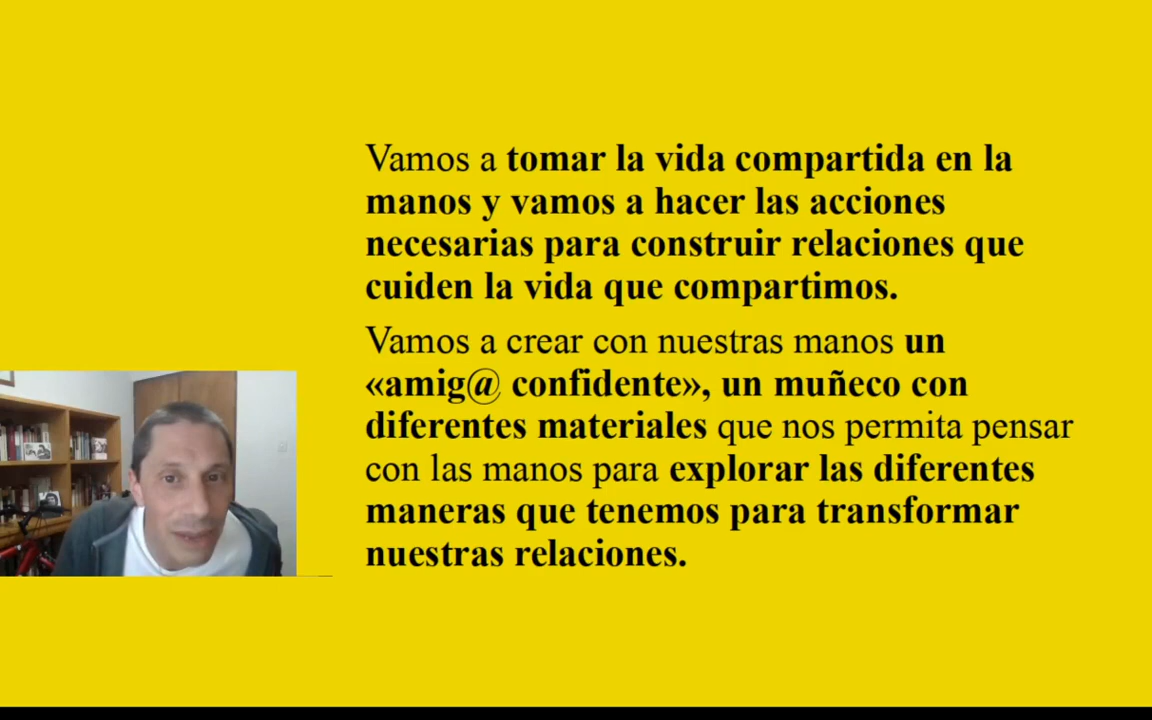 Vamos a tomar la vida compartida en la
manos y vamos a hacer las acciones
necesarias para construir relaciones que
cuiden la vida que compartimos.
Vamos a crear con nuestras manos un
«amig@ confidente», un muñeco con
diferentes materiales que nos permita pensar
con las manos para explorar las diferentes
maneras que tenemos para transformar
nuestras relaciones.